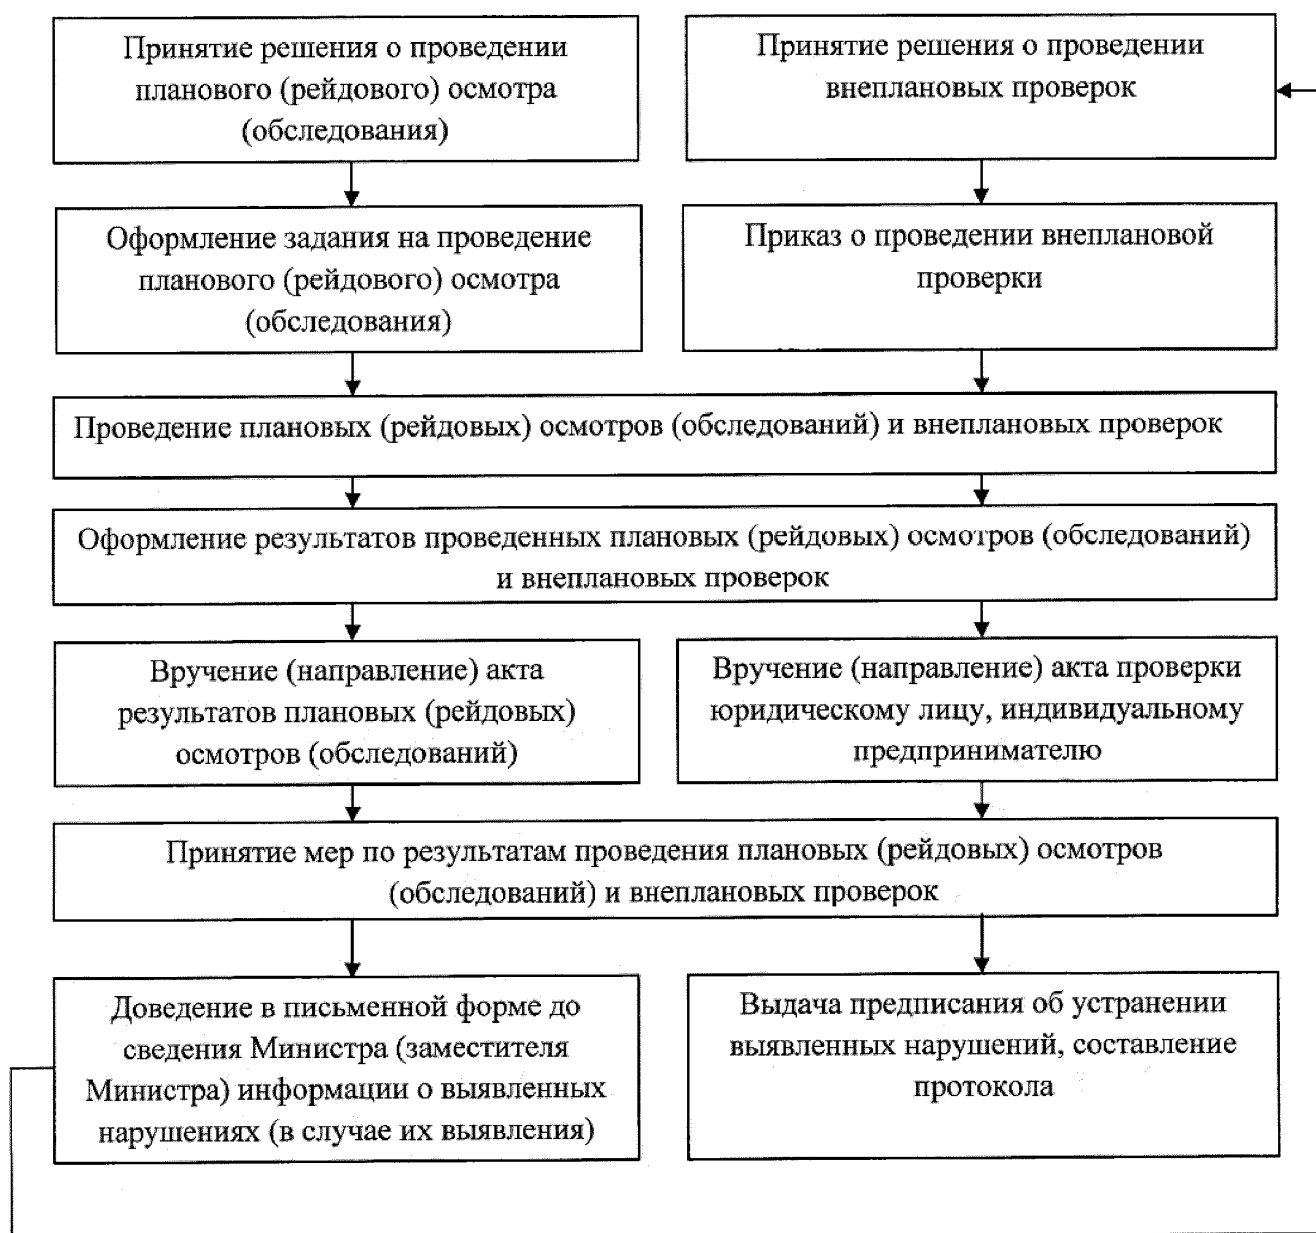 Принятие решения о проведении
планового (рейдового) осмотра
(обследования)
Принятие решения о проведении
внеплановых проверок
Оформление задания на проведение
планового (рейдового) осмотра
(обследования)
Приказ о проведении внеплановой
проверки
Проведение плановых (рейдовых) осмотров (обследований) и внеплановых проверок
Оформление результатов проведенных плановых (рейдовых) осмотров (обследований)
и внеплановых проверок
Вручение (направление) акта
результатов плановых (рейдовых)
осмотров (обследований)
Вручение (направление) акта проверки
юридическому лицу, индивидуальному
предпринимателю
Принятие мер по результатам проведения плановых (рейдовых) осмотров
(обследований) и внеплановых проверок
Доведение в письменной форме до
сведения Министра (заместителя
Министра) информации о выявленных
нарушениях (в случае их выявления)
Выдача предписания об устранении
выявленных нарушений, составление
протокола